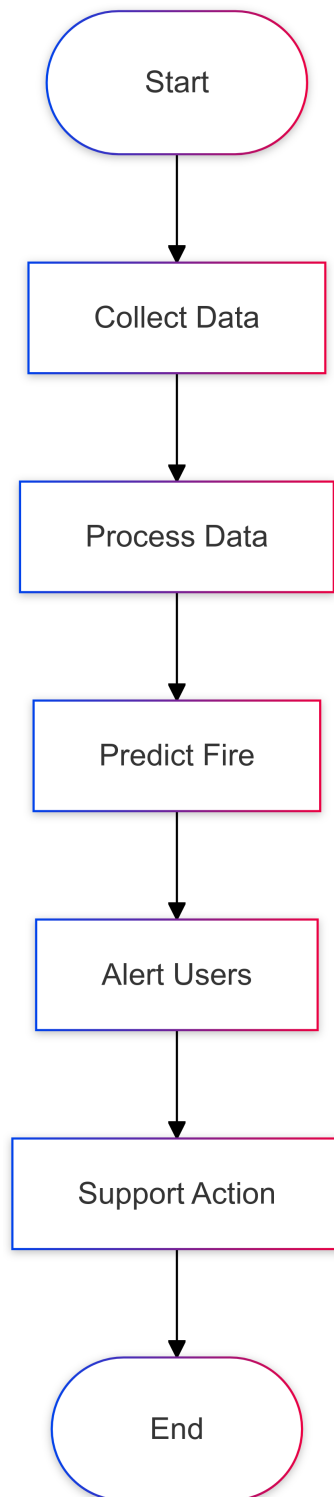 Start
Collect Data
Process Data
Predict Fire
Alert Users
Support Action
End